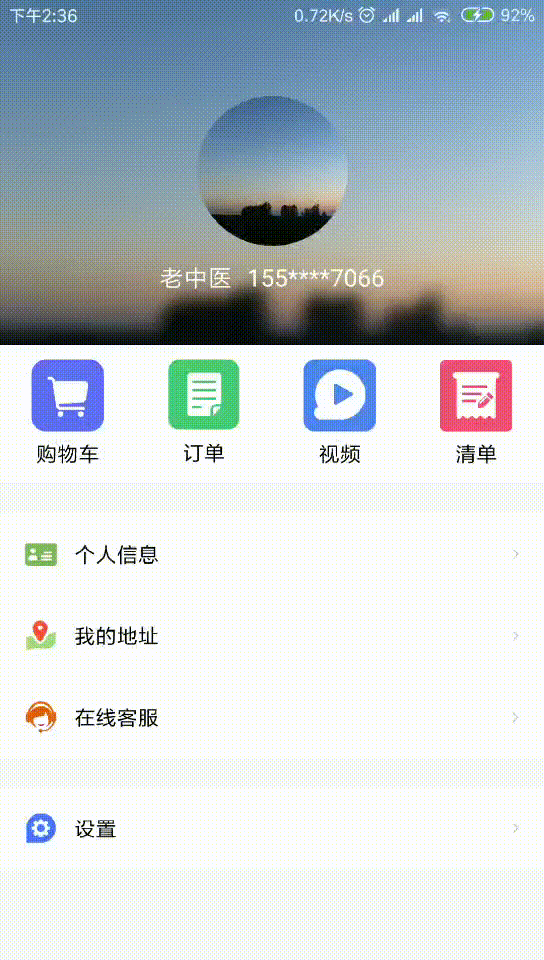 下午2:36 0.72K/s 92%
老中医 155****7066
购物车 订单 视频 清单
个人信息
我的地址
在线客服
设置